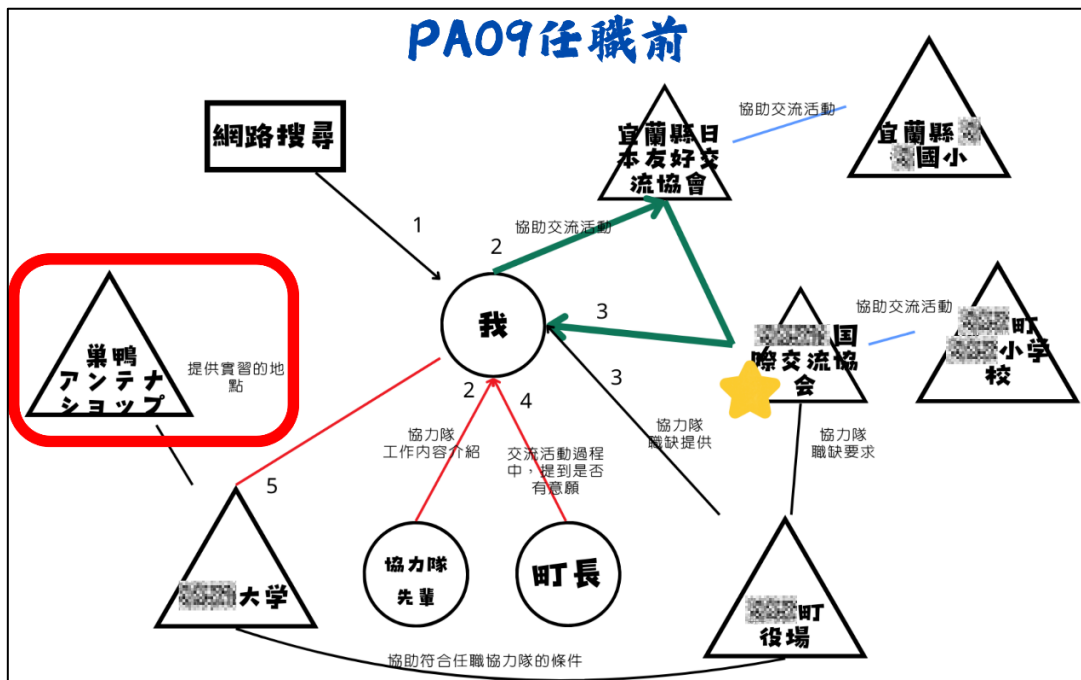 PA09任職前
網路搜尋
1
宜蘭縣日
本友好交
流協會
協助交流活動
宜蘭縣
國小
2
協助交流活動
我
3
国
際交流協
会
協助交流活動
町
小学
校
巣鴨
アンテナ
ショップ
提供實習的地
點
2
4
3
協力隊
工作内容介紹
交流活動過程
中，提到是否
有意願
協力隊
職缺提供
協力隊
職缺要求
5
大学
協力隊
先輩
町長
町
役場
協助符合任職協力隊的條件